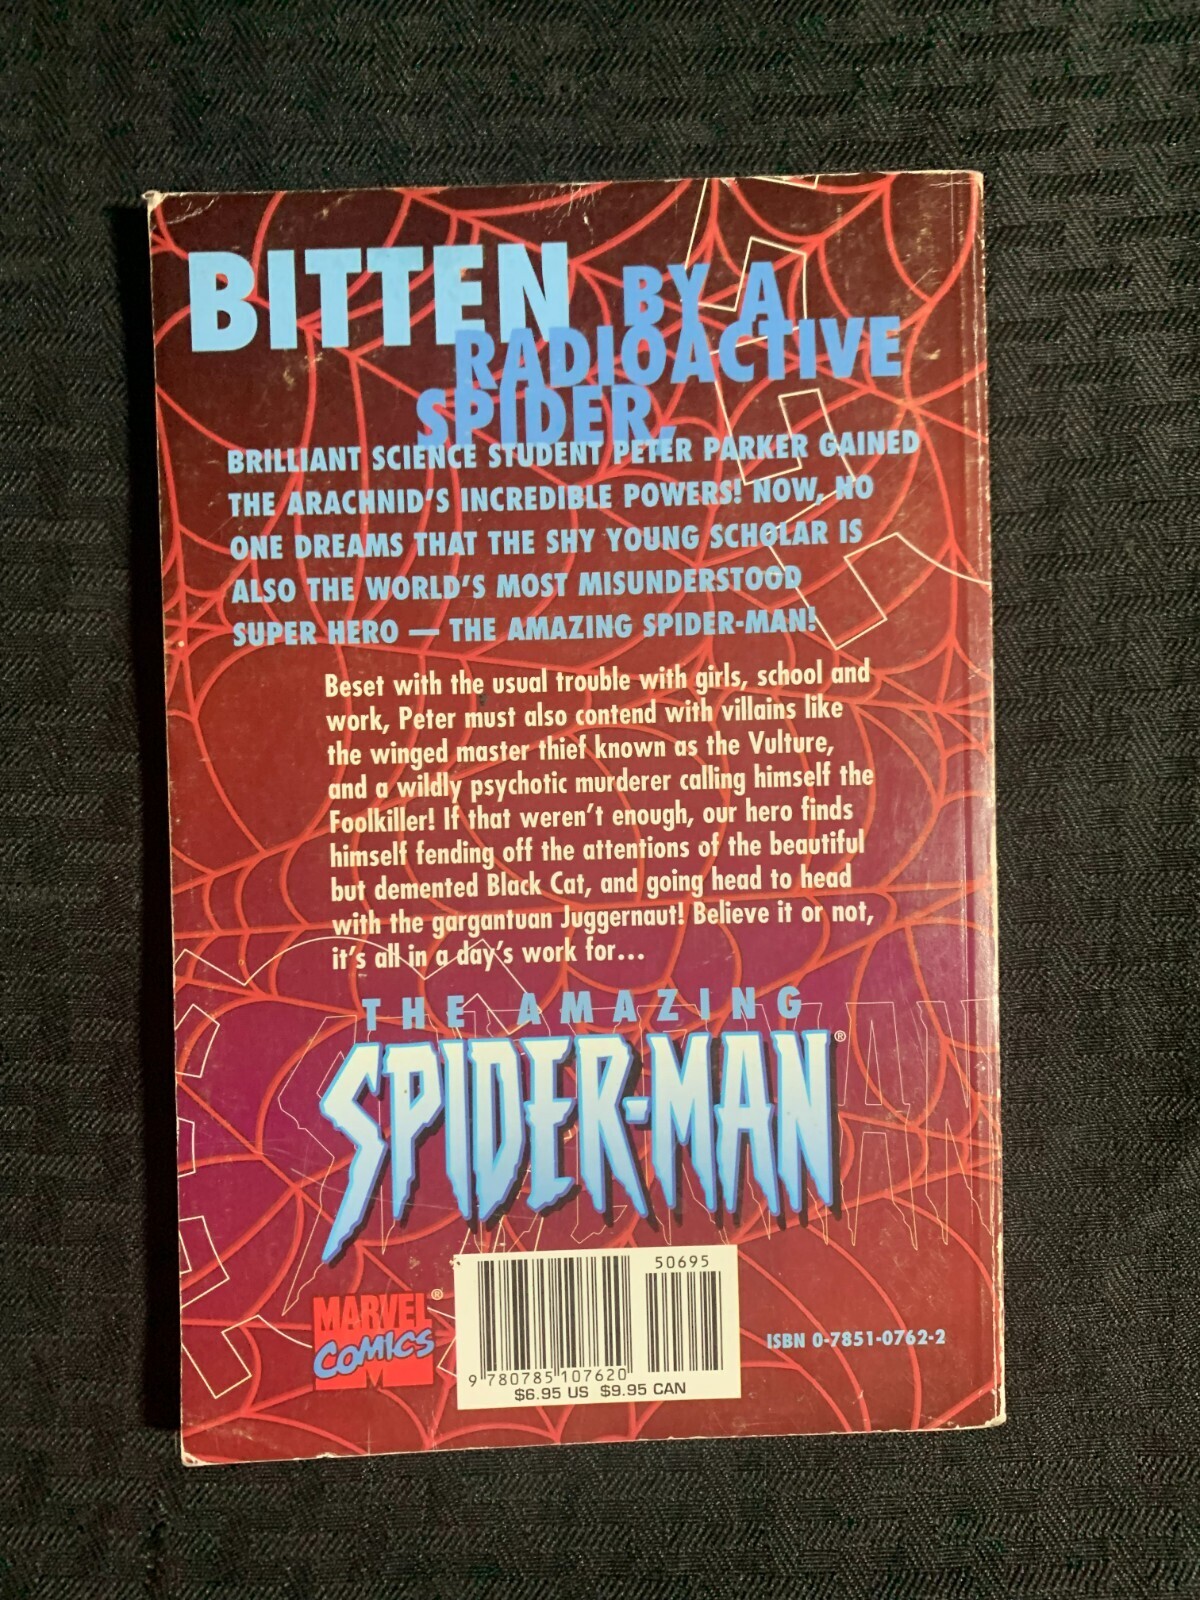 BITTEN BY A
RADIOACTIVE
SPIDER,
BRILLIANT SCIENCE STUDENT PETER PARKER GAINED
THE ARACHNID'S INCREDIBLE POWERS! NOW, NO
ONE DREAMS THAT THE SHY YOUNG SCHOLAR IS
ALSO THE WORLD'S MOST MISUNDERSTOOD
SUPER HERO — THE AMAZING SPIDER-MAN!
Beset with the usual trouble with girls, school and
work, Peter must also contend with villains like
the winged master thief known as the Vulture,
and a wildly psychotic murderer calling himself the
Foolkiller! If that weren't enough, our hero finds
himself fending off the attentions of the beautiful
but demented Black Cat, and going head to head
with the gargantuan Juggernaut! Believe it or not,
it's all in a day's work for...
THE AMAZING
SPIDER-MAN®
MARVEL®
COMICS
50695
9 780785 107620
$6.95 US $9.95 CAN
ISBN 0-7851-0762-2